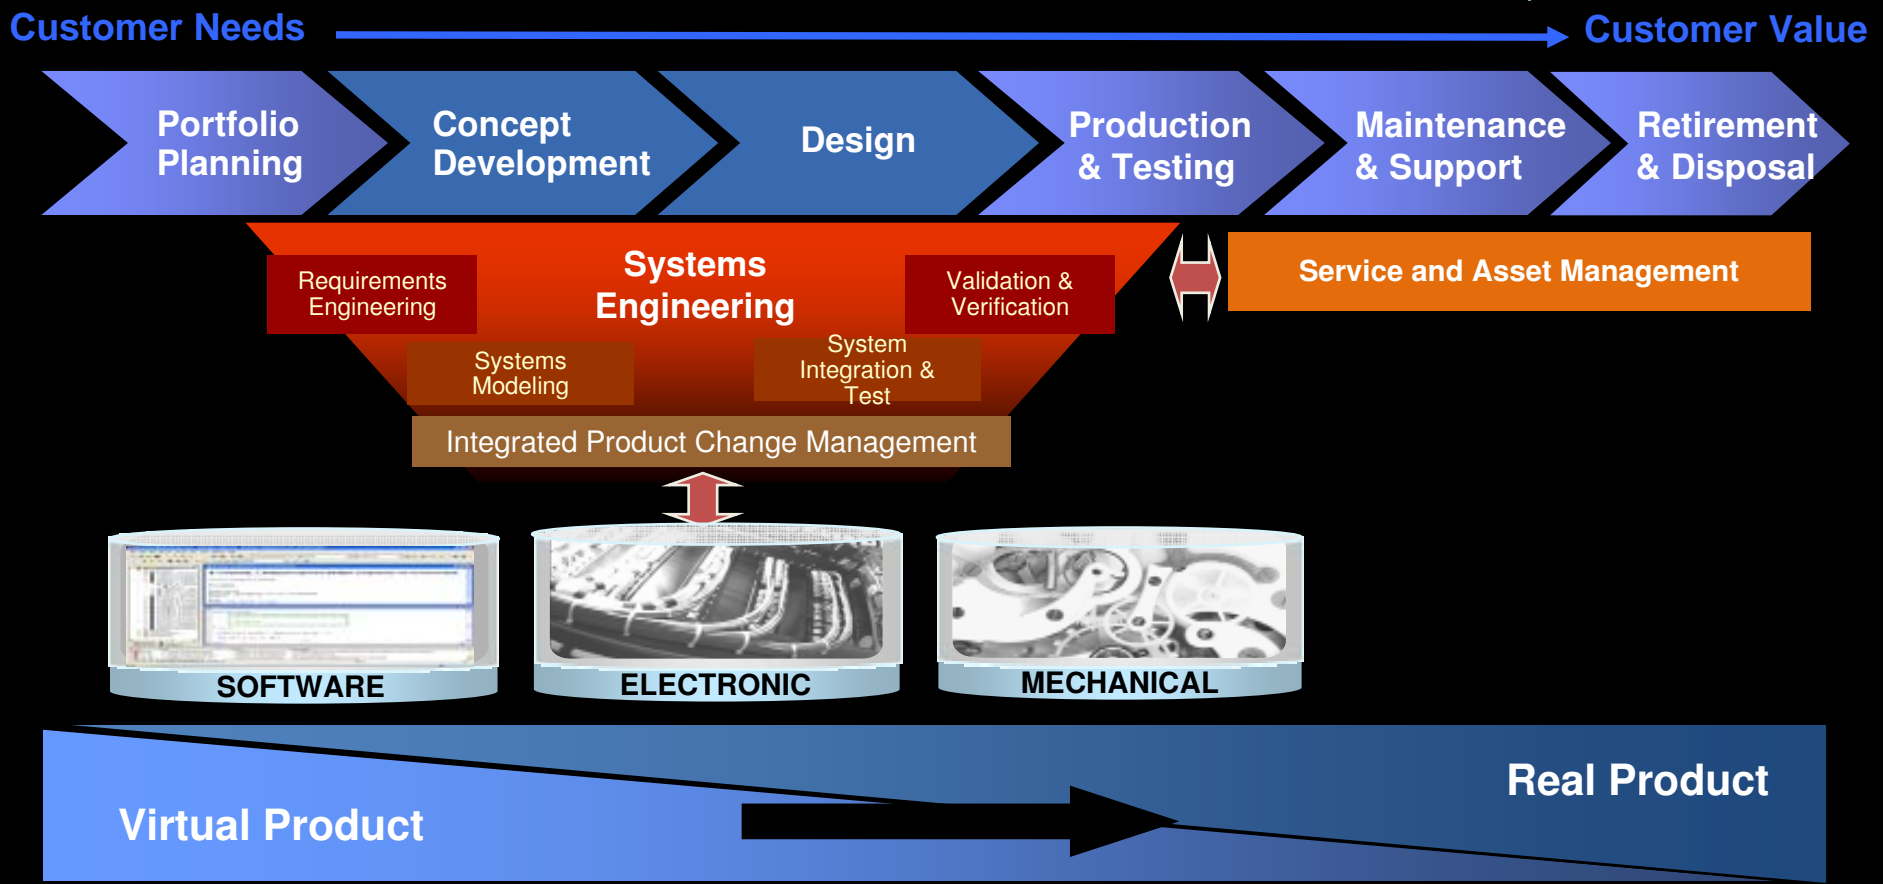 Customer Needs
Customer Value
Portfolio
Planning
Concept
Development
Design
Production
& Testing
Maintenance
& Support
Retirement
& Disposal
Systems
Engineering
Requirements
Engineering
Validation &
Verification
Service and Asset Management
Systems
Modeling
System
Integration &
Test
Integrated Product Change Management
SOFTWARE
ELECTRONIC
MECHANICAL
Virtual Product
Real Product